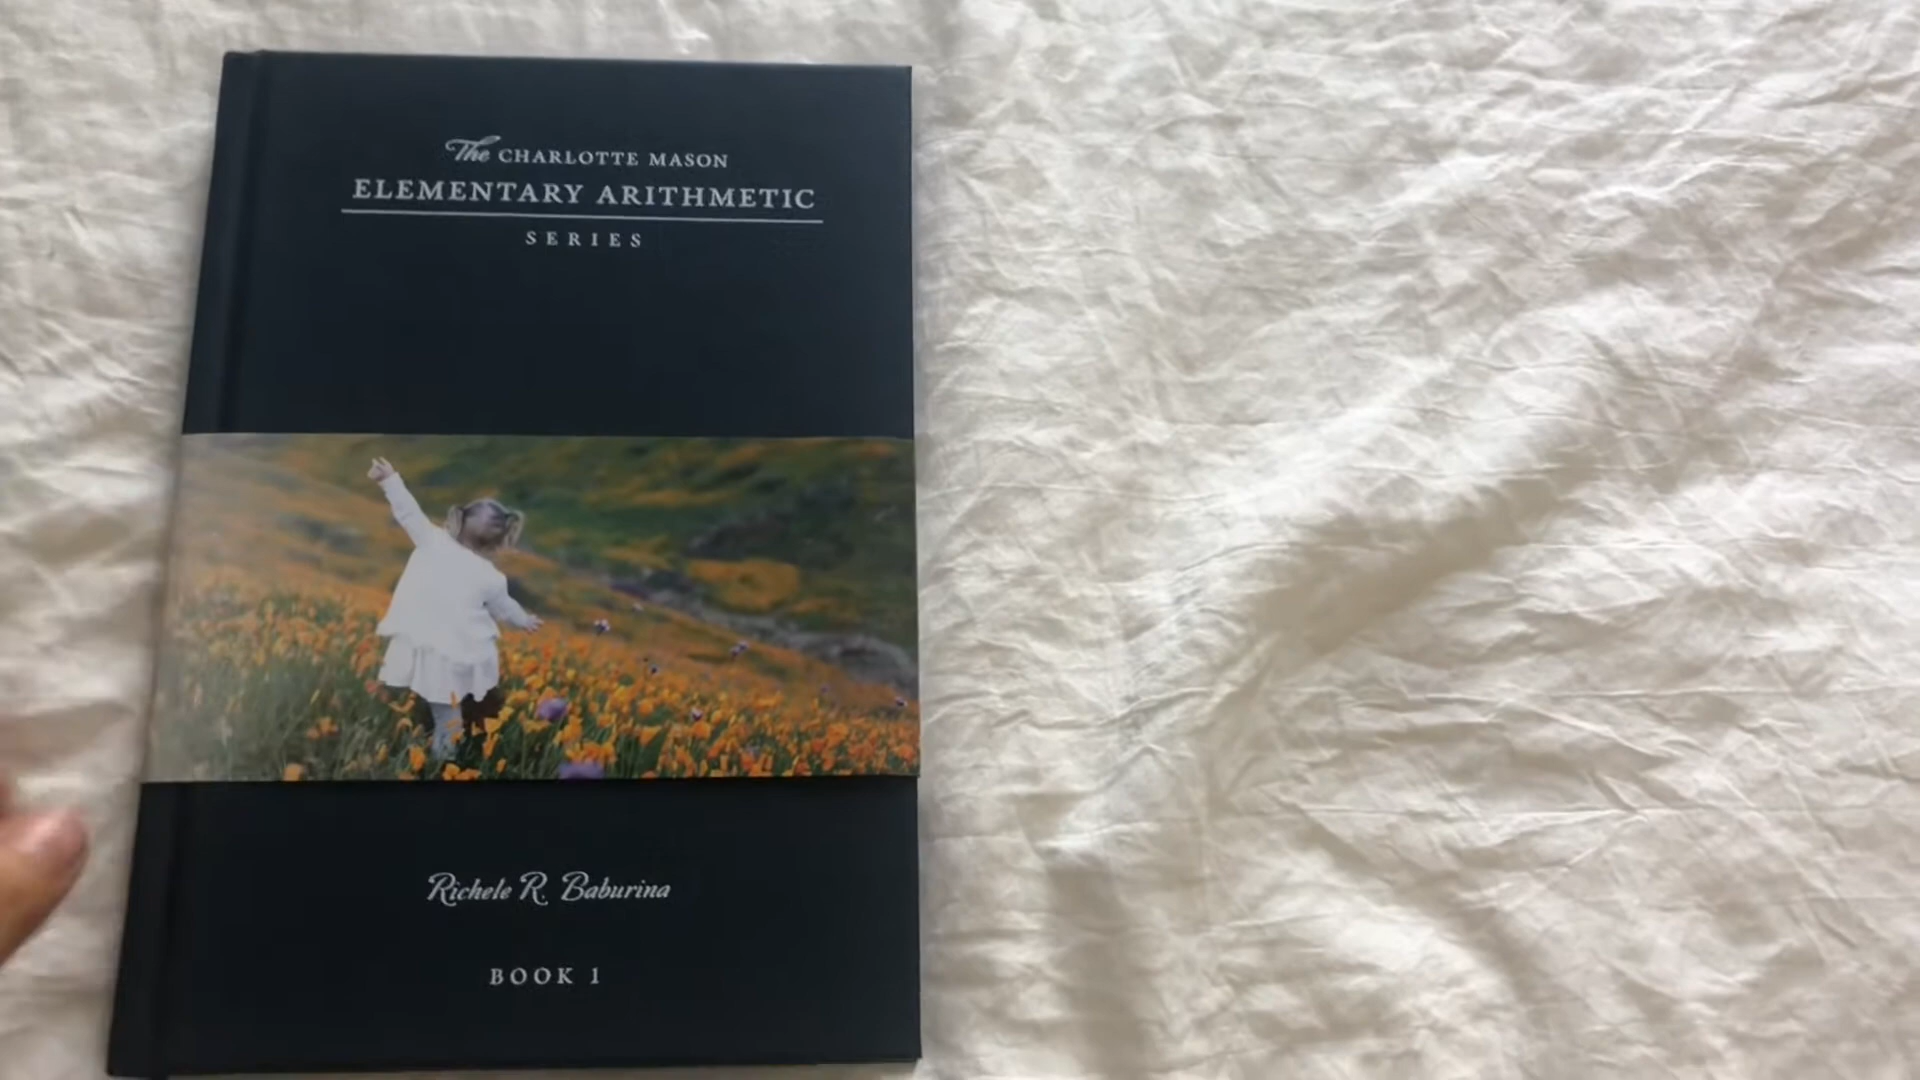 The CHARLOTTE MASON
ELEMENTARY ARITHMETIC
SERIES
Richele R. Baburina
BOOK 1